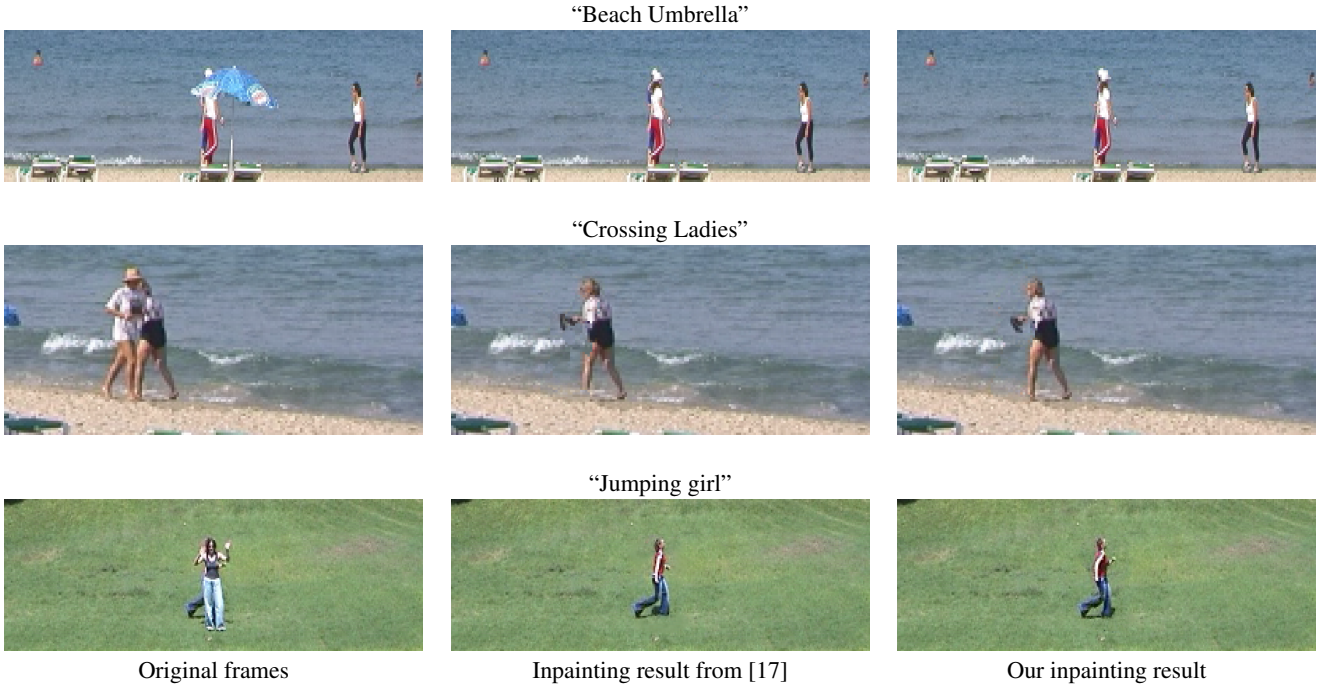 “Beach Umbrella”
“Crossing Ladies”
“Jumping girl”
Original frames
Inpainting result from [17]
Our inpainting result